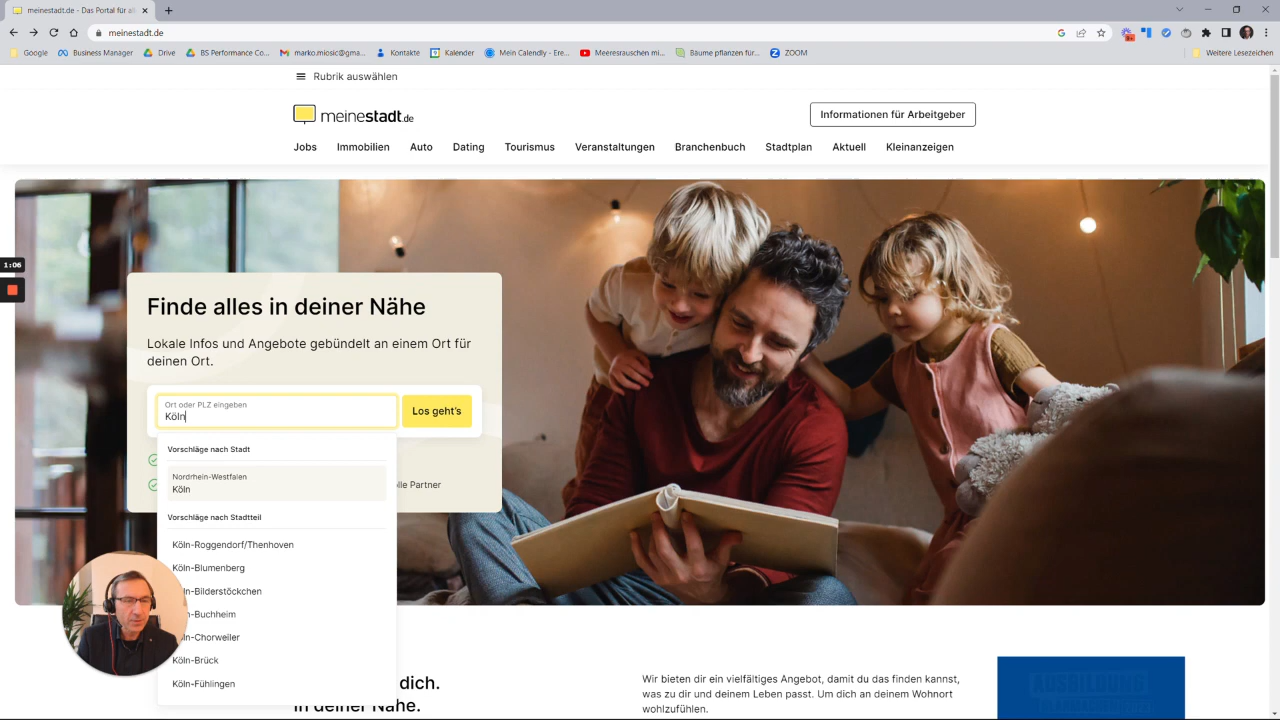 meinestadt.de - Das Portal für al
meinestadt.de
Google
Business Manager
Drive
BS Performance Co...
marko.miosic@gma...
Kontakte
Kalender
Mein Calendly - Ere...
Meeresrauschen mi...
Bäume pflanzen für...
ZOOM
Weitere Lesezeichen
Rubrik auswählen
meinestadt.de
Informationen für Arbeitgeber
Jobs Immobilien Auto Dating Tourismus Veranstaltungen Branchenbuch Stadtplan Aktuell Kleinanzeigen
1:06
Finde alles in deiner Nähe
Lokale Infos und Angebote gebündelt an einem Ort für
deinen Ort.
Ort oder PLZ eingeben
Köln
Los geht's
Vorschläge nach Stadt
Nordrhein-Westfalen
Köln
lle Partner
Vorschläge nach Stadtteil
Köln-Roggendorf/Thenhoven
Köln-Blumenberg
ln-Bilderstöckchen
n-Buchheim
ln-Chorweiler
Köln-Brück
Köln-Fühlingen
dich.
In deiner Nähe.
Wir bieten dir ein vielfältiges Angebot, damit du das finden kannst,
was zu dir und deinem Leben passt. Um dich an deinem Wohnort
wohlzufühlen.
AUSBILDUNG